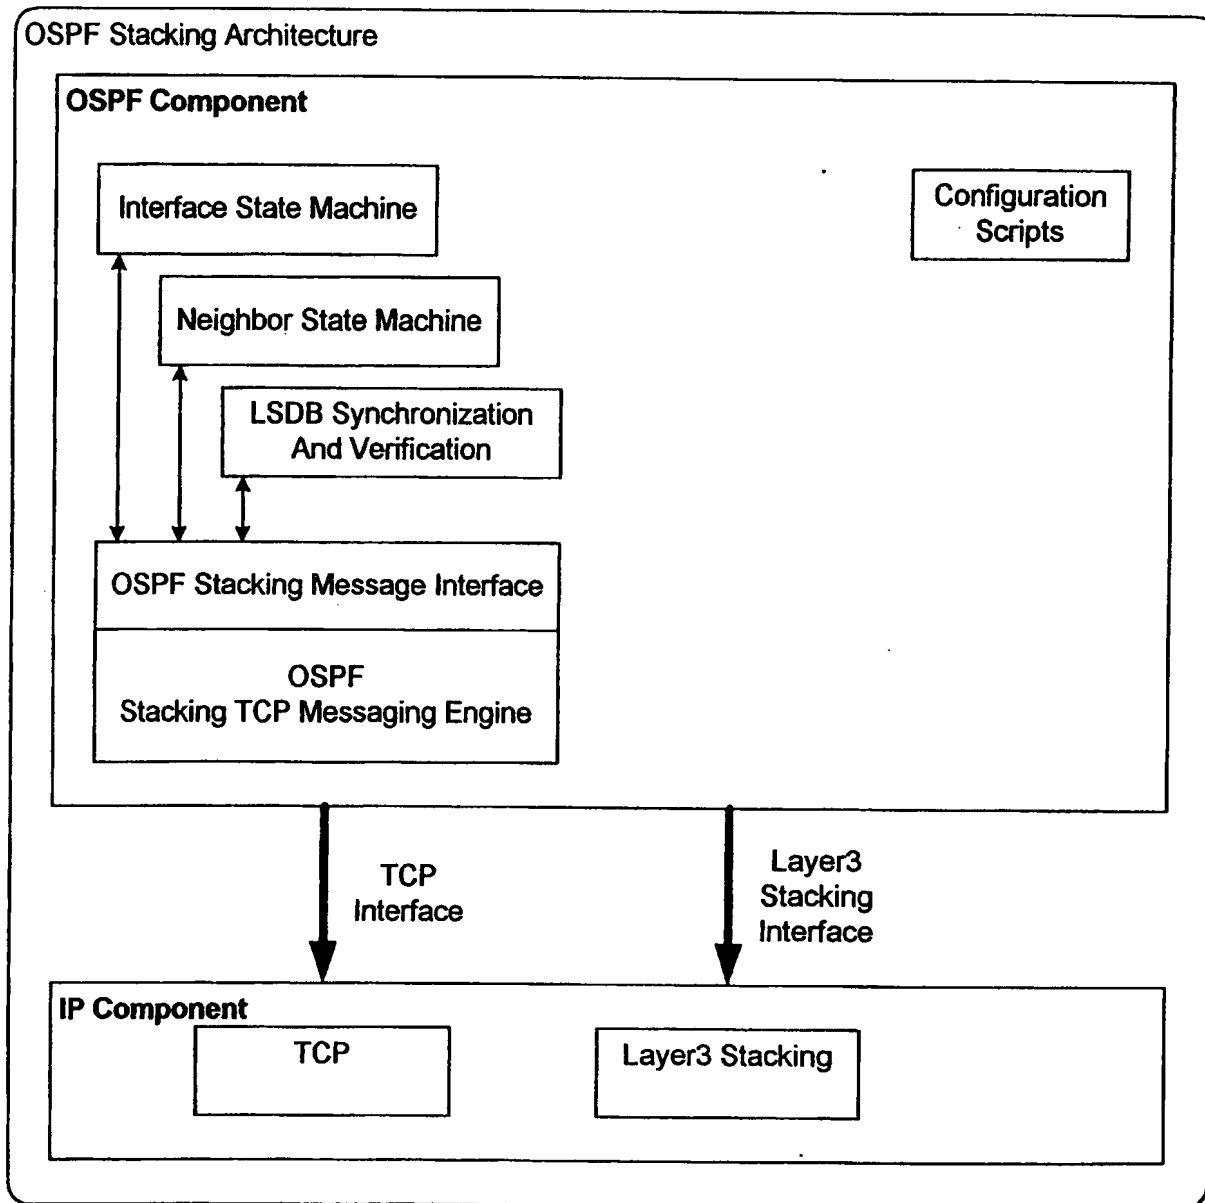 OSPF Stacking Architecture
OSPF Component
Interface State Machine
Configuration
Scripts
Neighbor State Machine
LSDB Synchronization
And Verification
OSPF Stacking Message Interface
OSPF
Stacking TCP Messaging Engine
TCP
Interface
Layer3
Stacking
Interface
IP Component
TCP
Layer3 Stacking